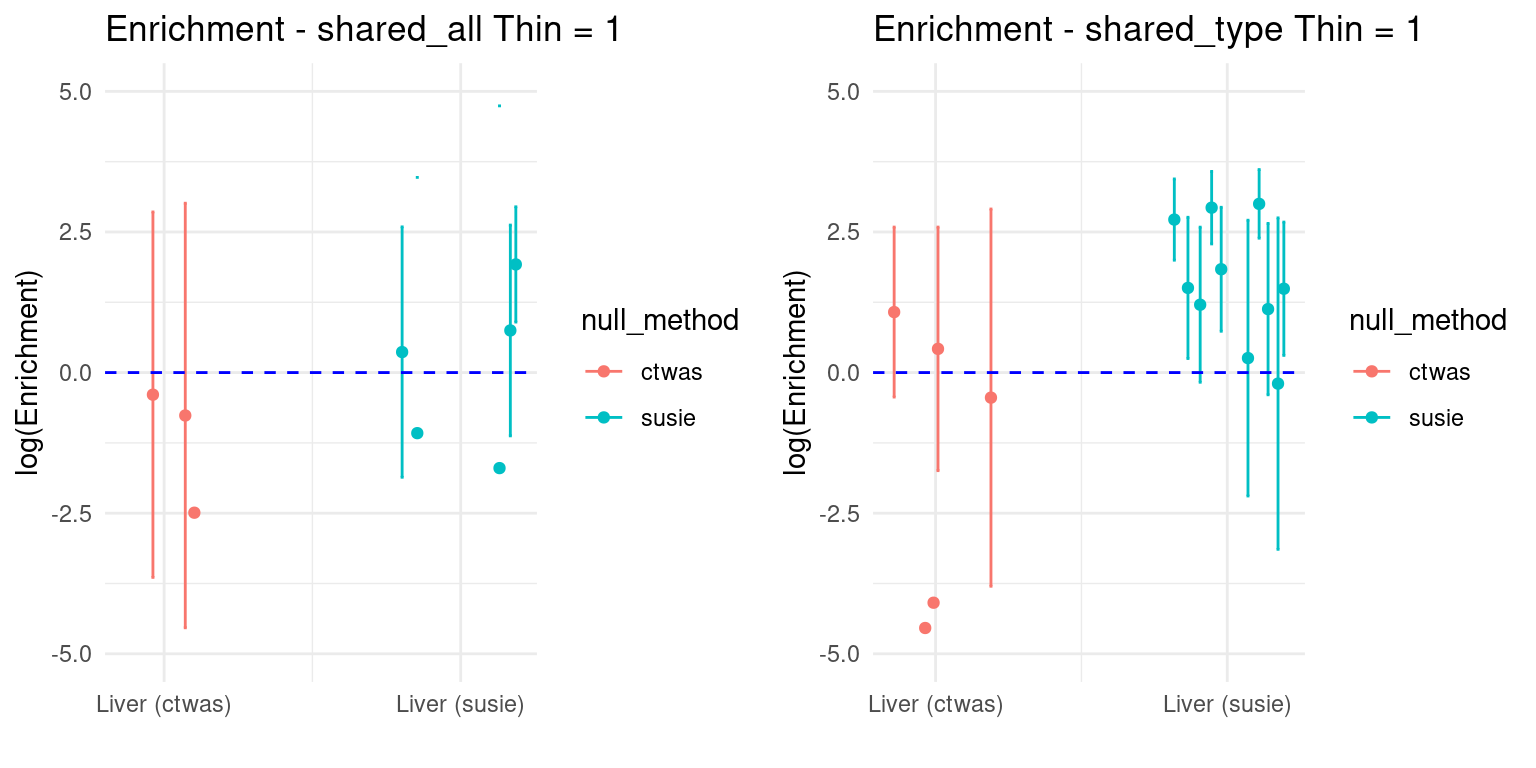 Enrichment - shared_all Thin = 1
log(Enrichment)
5.0
2.5
0.0
-2.5
-5.0
Liver (ctwas)
Liver (susie)
null_method
ctwas
susie
Enrichment - shared_type Thin = 1
log(Enrichment)
5.0
2.5
0.0
-2.5
-5.0
Liver (ctwas)
Liver (susie)
null_method
ctwas
susie